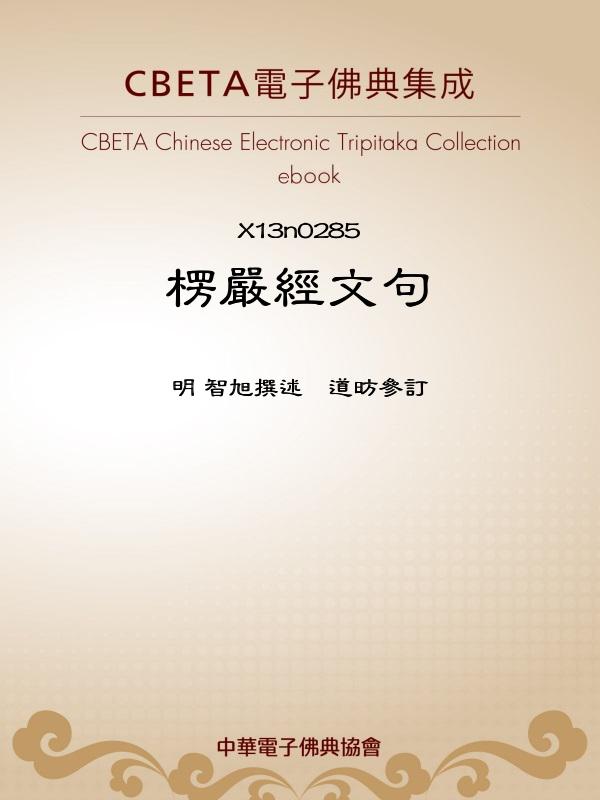 CBETA電子佛典集成
CBETA Chinese Electronic Tripitaka Collection
ebook
X13n0285
楞嚴經文句
明 智旭撰述　道昉參訂
中華電子佛典協會